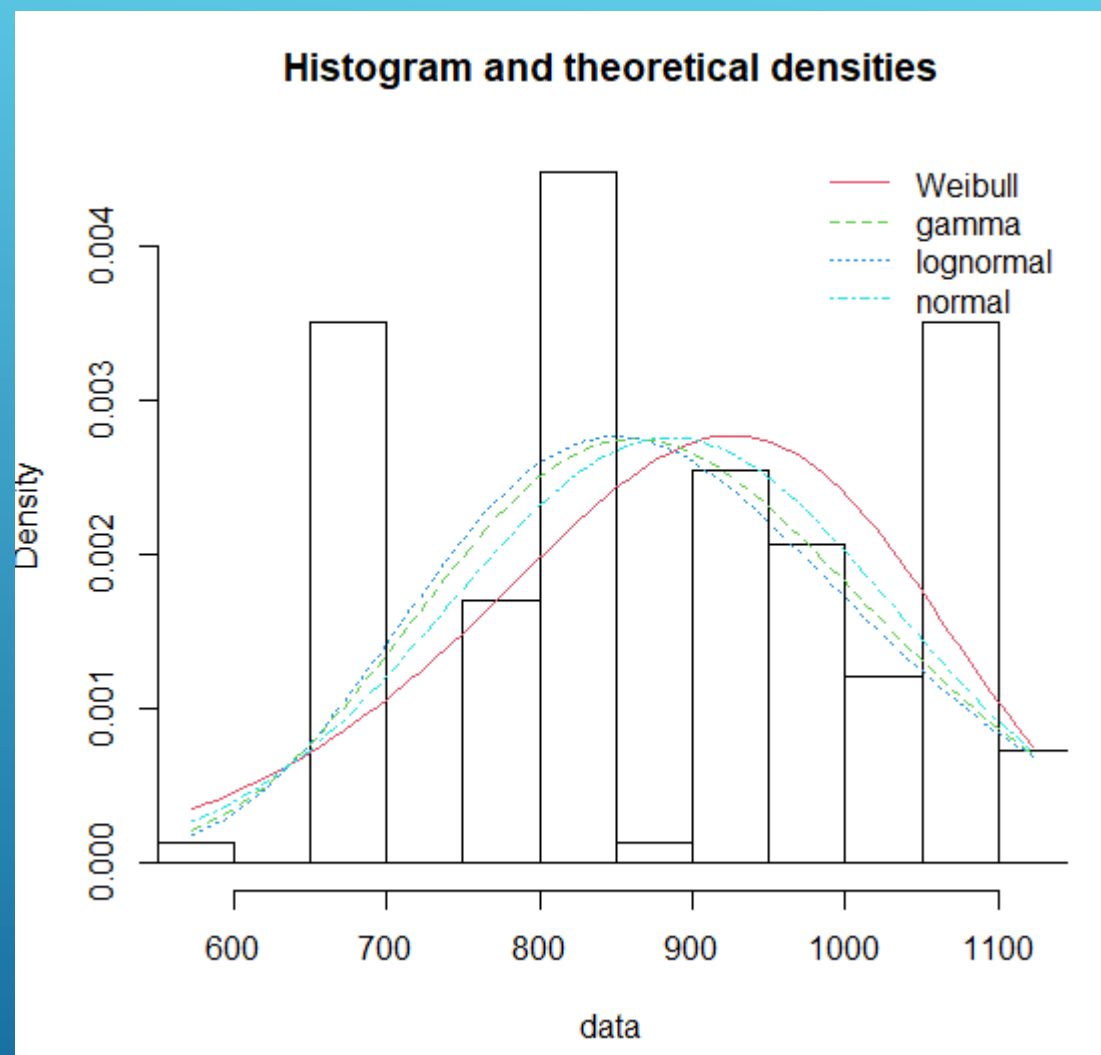 Histogram and theoretical densities
Weibull
gamma
lognormal
normal
Density
0.004
0.003
0.002
0.001
0.000
600 700 800 900 1000 1100
data